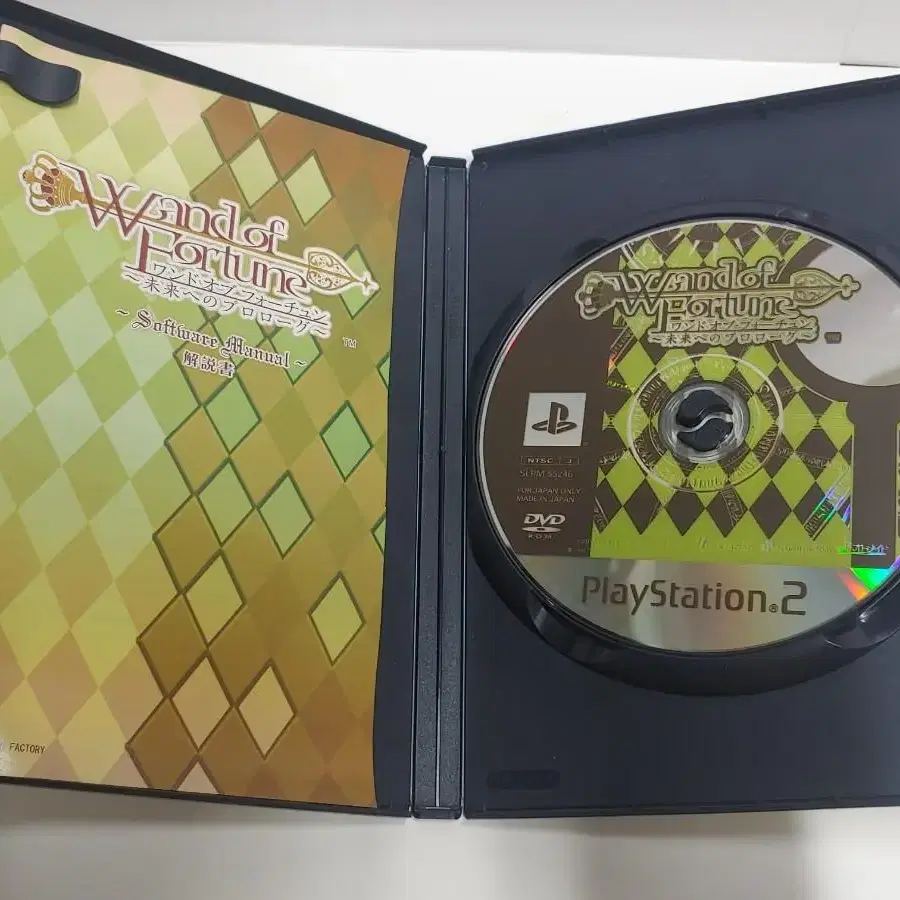 Wand of
Fortune
ワンド オブ フォーチュン
~未来へのプロローグ~
TM
~ Software Manual ~
解説書
FACTORY
Wand of
Fortune
ワンド オブ フォーチュン
~未来へのプロローグ~
TM
NTSC J
SLPM 55246
FOR JAPAN ONLY
MADE IN JAPAN
DVD
PlayStation®2